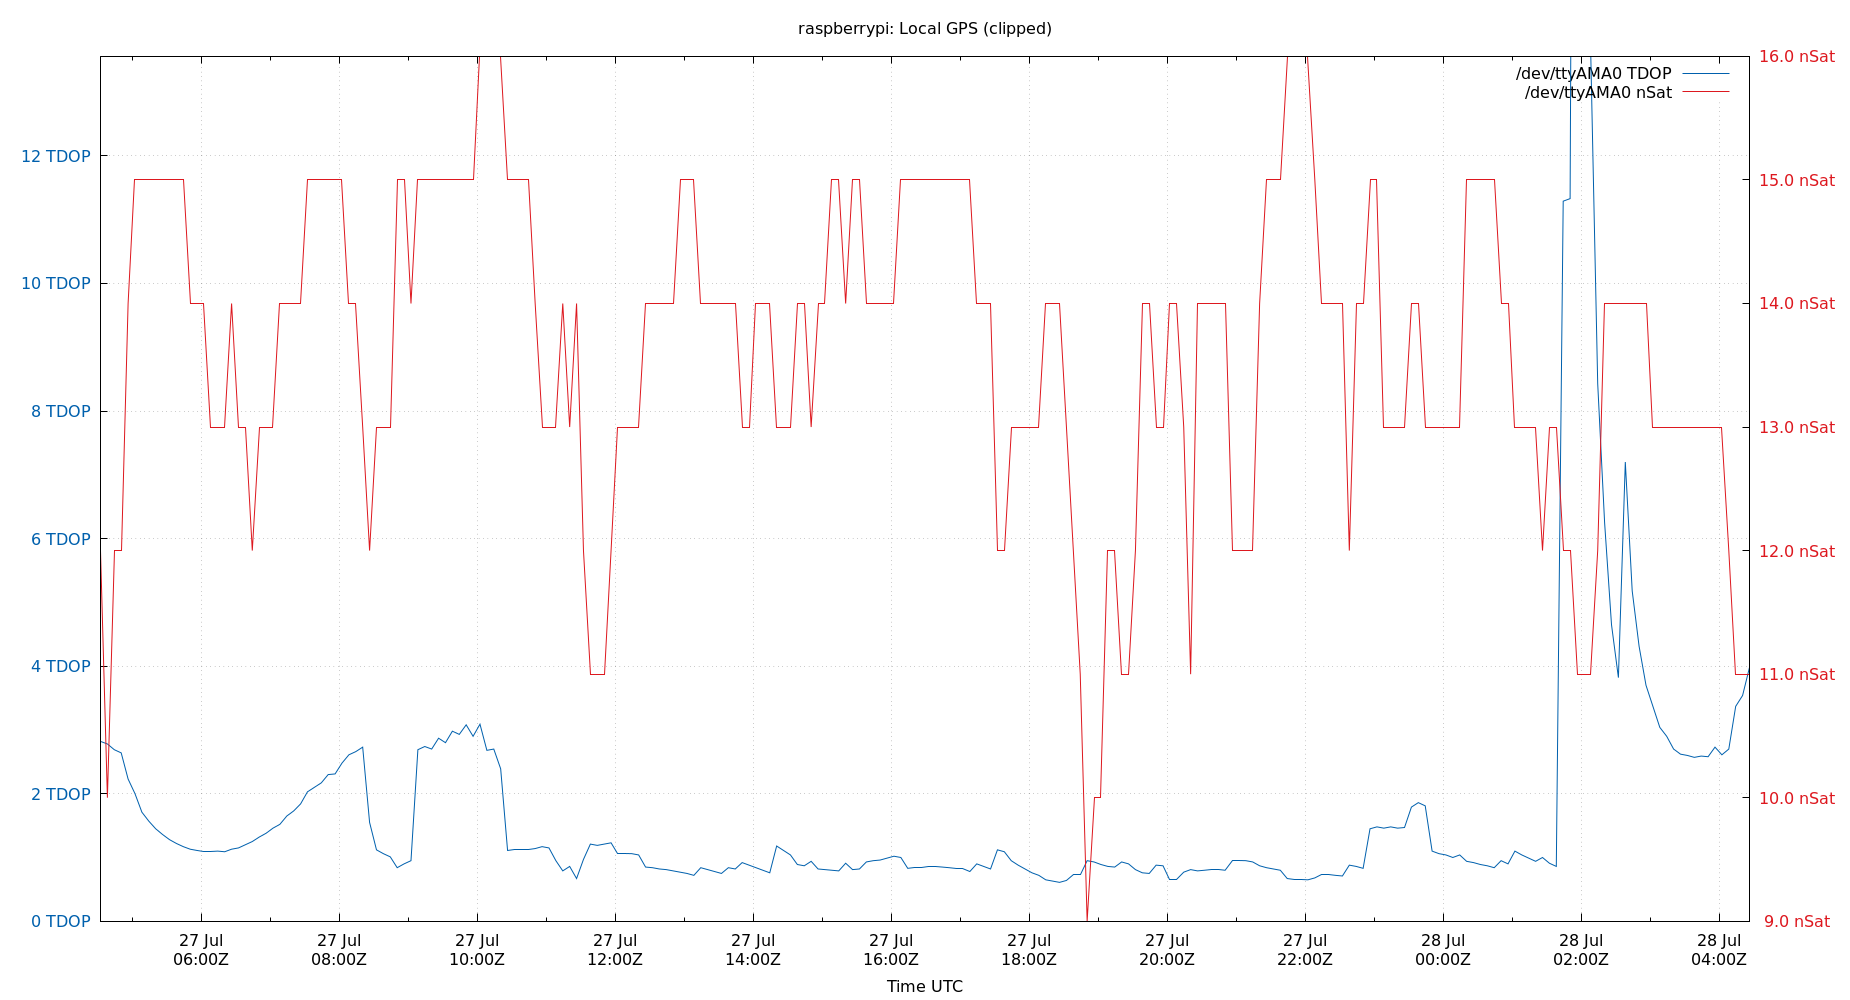 raspberrypi: Local GPS (clipped)
16.0 nSat
/dev/ttyAMA0 TDOP
/dev/ttyAMA0 nSat
12 TDOP
15.0 nSat
10 TDOP
14.0 nSat
8 TDOP
13.0 nSat
6 TDOP
12.0 nSat
4 TDOP
11.0 nSat
2 TDOP
10.0 nSat
0 TDOP
9.0 nSat
27 Jul 27 Jul 27 Jul 27 Jul 27 Jul 27 Jul 27 Jul 27 Jul 27 Jul 28 Jul 28 Jul 28 Jul
06:00Z 08:00Z 10:00Z 12:00Z 14:00Z 16:00Z 18:00Z 20:00Z 22:00Z 00:00Z 02:00Z 04:00Z
Time UTC